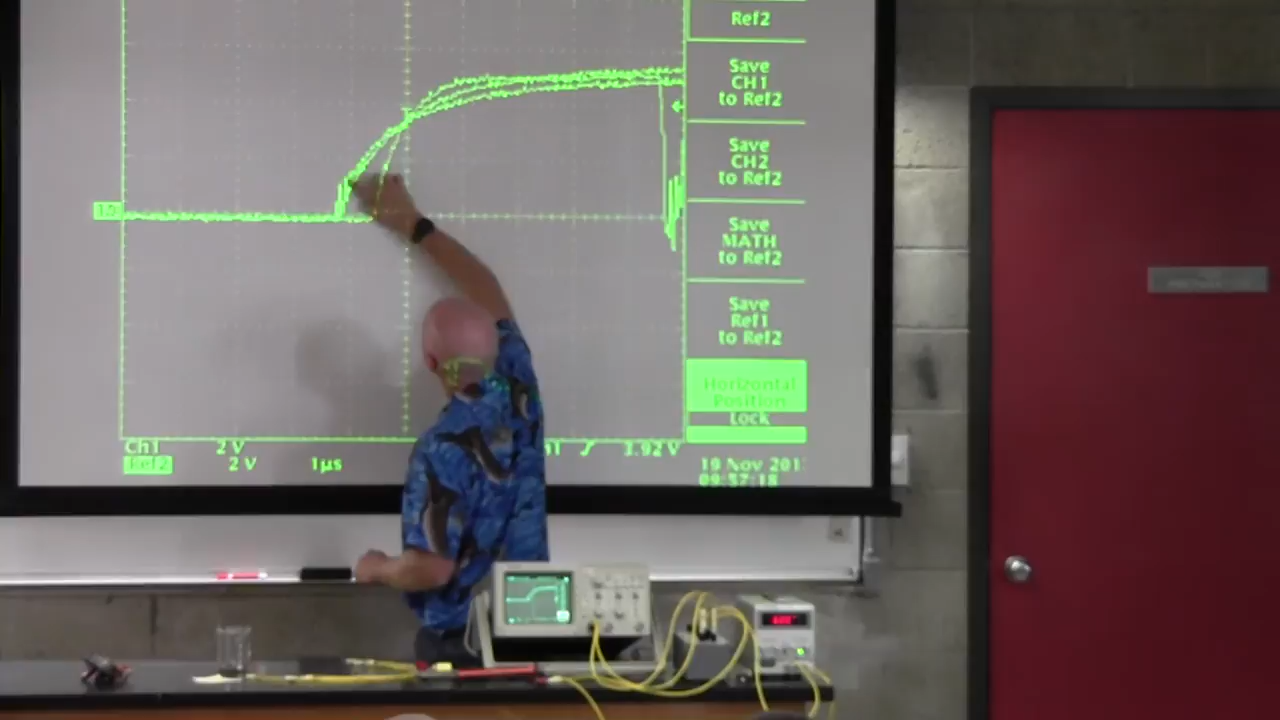 Ref2
Save
CH1
to Ref2
Save
CH2
to Ref2
Save
MATH
to Ref2
Save
Ref1
to Ref2
Horizontal
Position
Lock
Ch1 2 V 3.92 V
Ref2 2 V 1µs
19 Nov 201
09:37:18